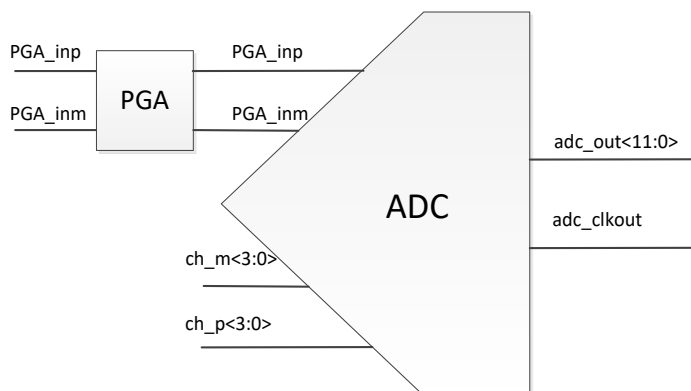 PGA_inp
PGA_inp
PGA
PGA_inm
PGA_inm
adc_out<11:0>
ADC
adc_clkout
ch_m<3:0>
ch_p<3:0>